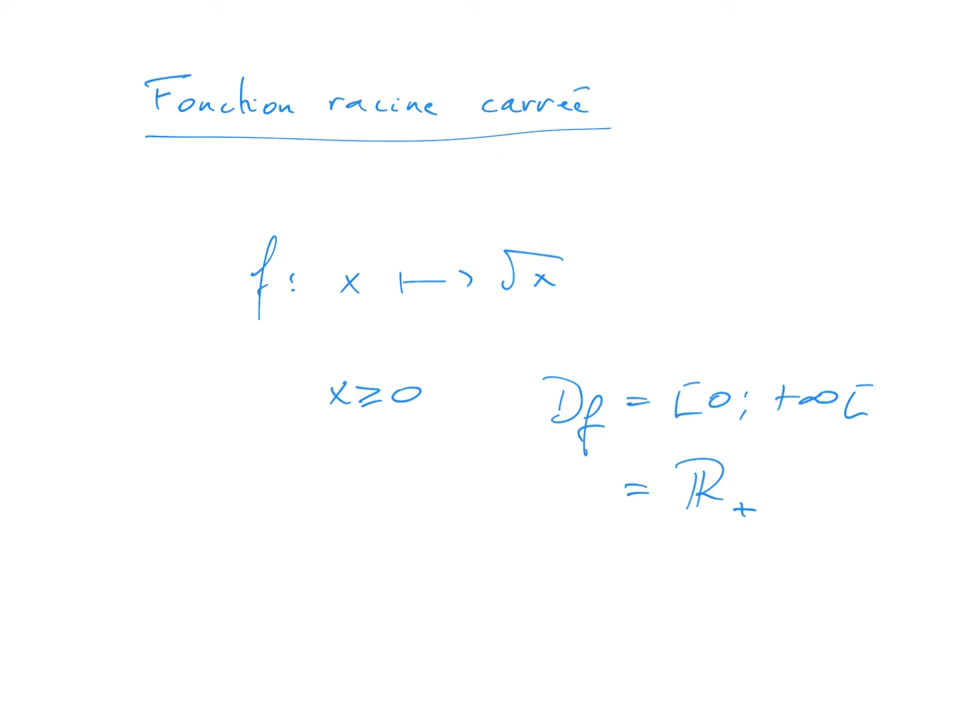 Fonction racine carrée
f : x ⟼ √x
x ⩾ 0 Df = [0 ; +∞[
= ℝ+